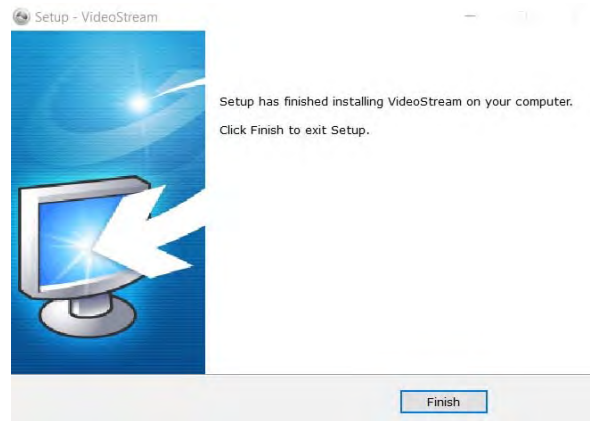 Setup - VideoStream
Setup has finished installing VideoStream on your computer.
Click Finish to exit Setup.
Finish